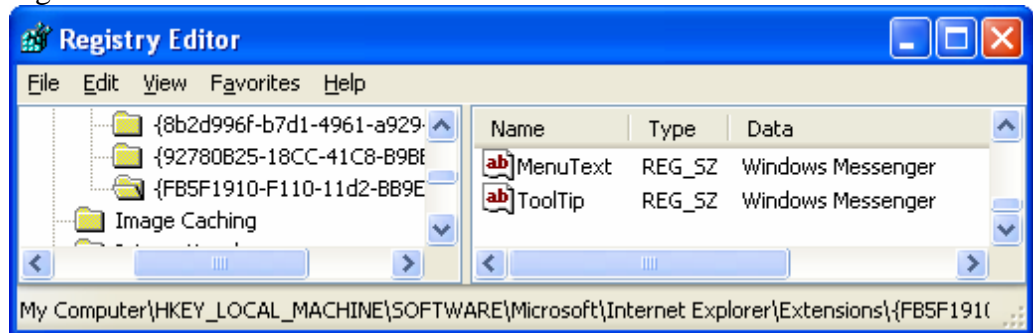 Registry Editor
File Edit View Favorites Help
{8b2d996f-b7d1-4961-a929-
{92780B25-18CC-41C8-B9BE
{FB5F1910-F110-11d2-BB9E
Image Caching
Name Type Data
ab MenuText REG_SZ Windows Messenger
ab ToolTip REG_SZ Windows Messenger
My Computer\HKEY_LOCAL_MACHINE\SOFTWARE\Microsoft\Internet Explorer\Extensions\{FB5F191(